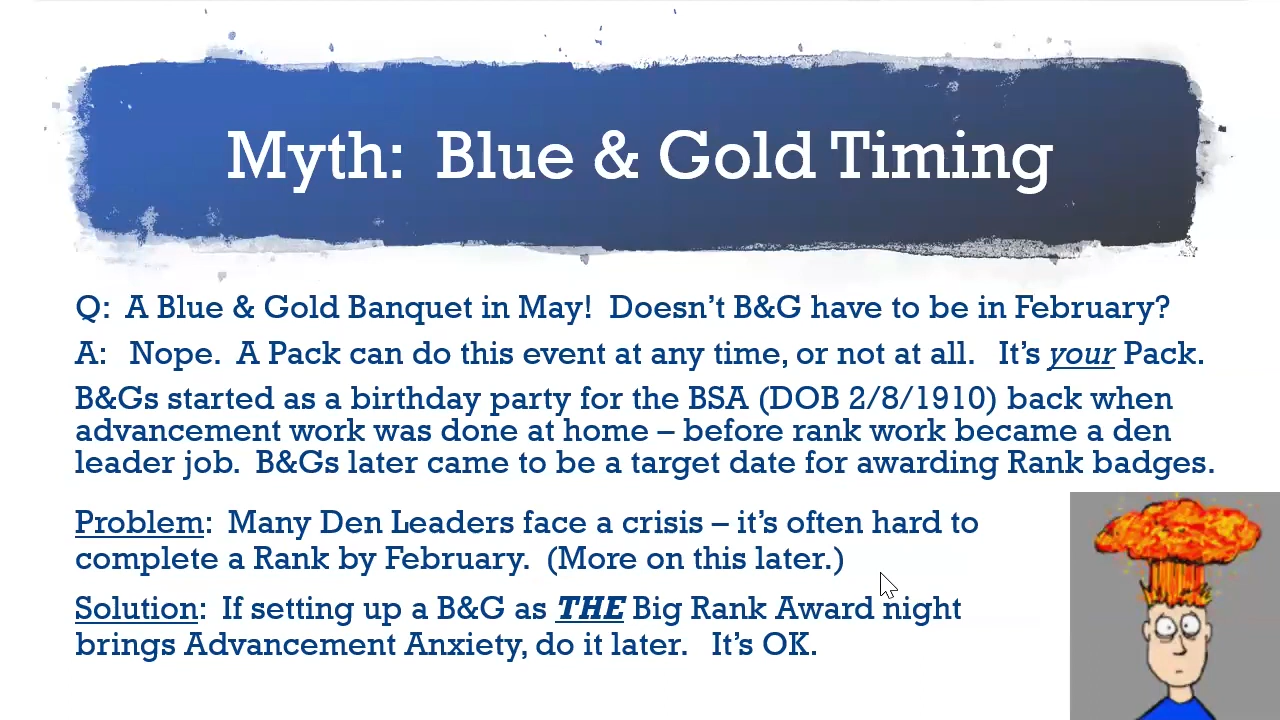 Myth: Blue & Gold Timing
Q: A Blue & Gold Banquet in May! Doesn't B&G have to be in February?
A: Nope. A Pack can do this event at any time, or not at all. It's your Pack.
B&Gs started as a birthday party for the BSA (DOB 2/8/1910) back when
advancement work was done at home – before rank work became a den
leader job. B&Gs later came to be a target date for awarding Rank badges.
Problem: Many Den Leaders face a crisis – it's often hard to
complete a Rank by February. (More on this later.)
Solution: If setting up a B&G as THE Big Rank Award night
brings Advancement Anxiety, do it later. It's OK.